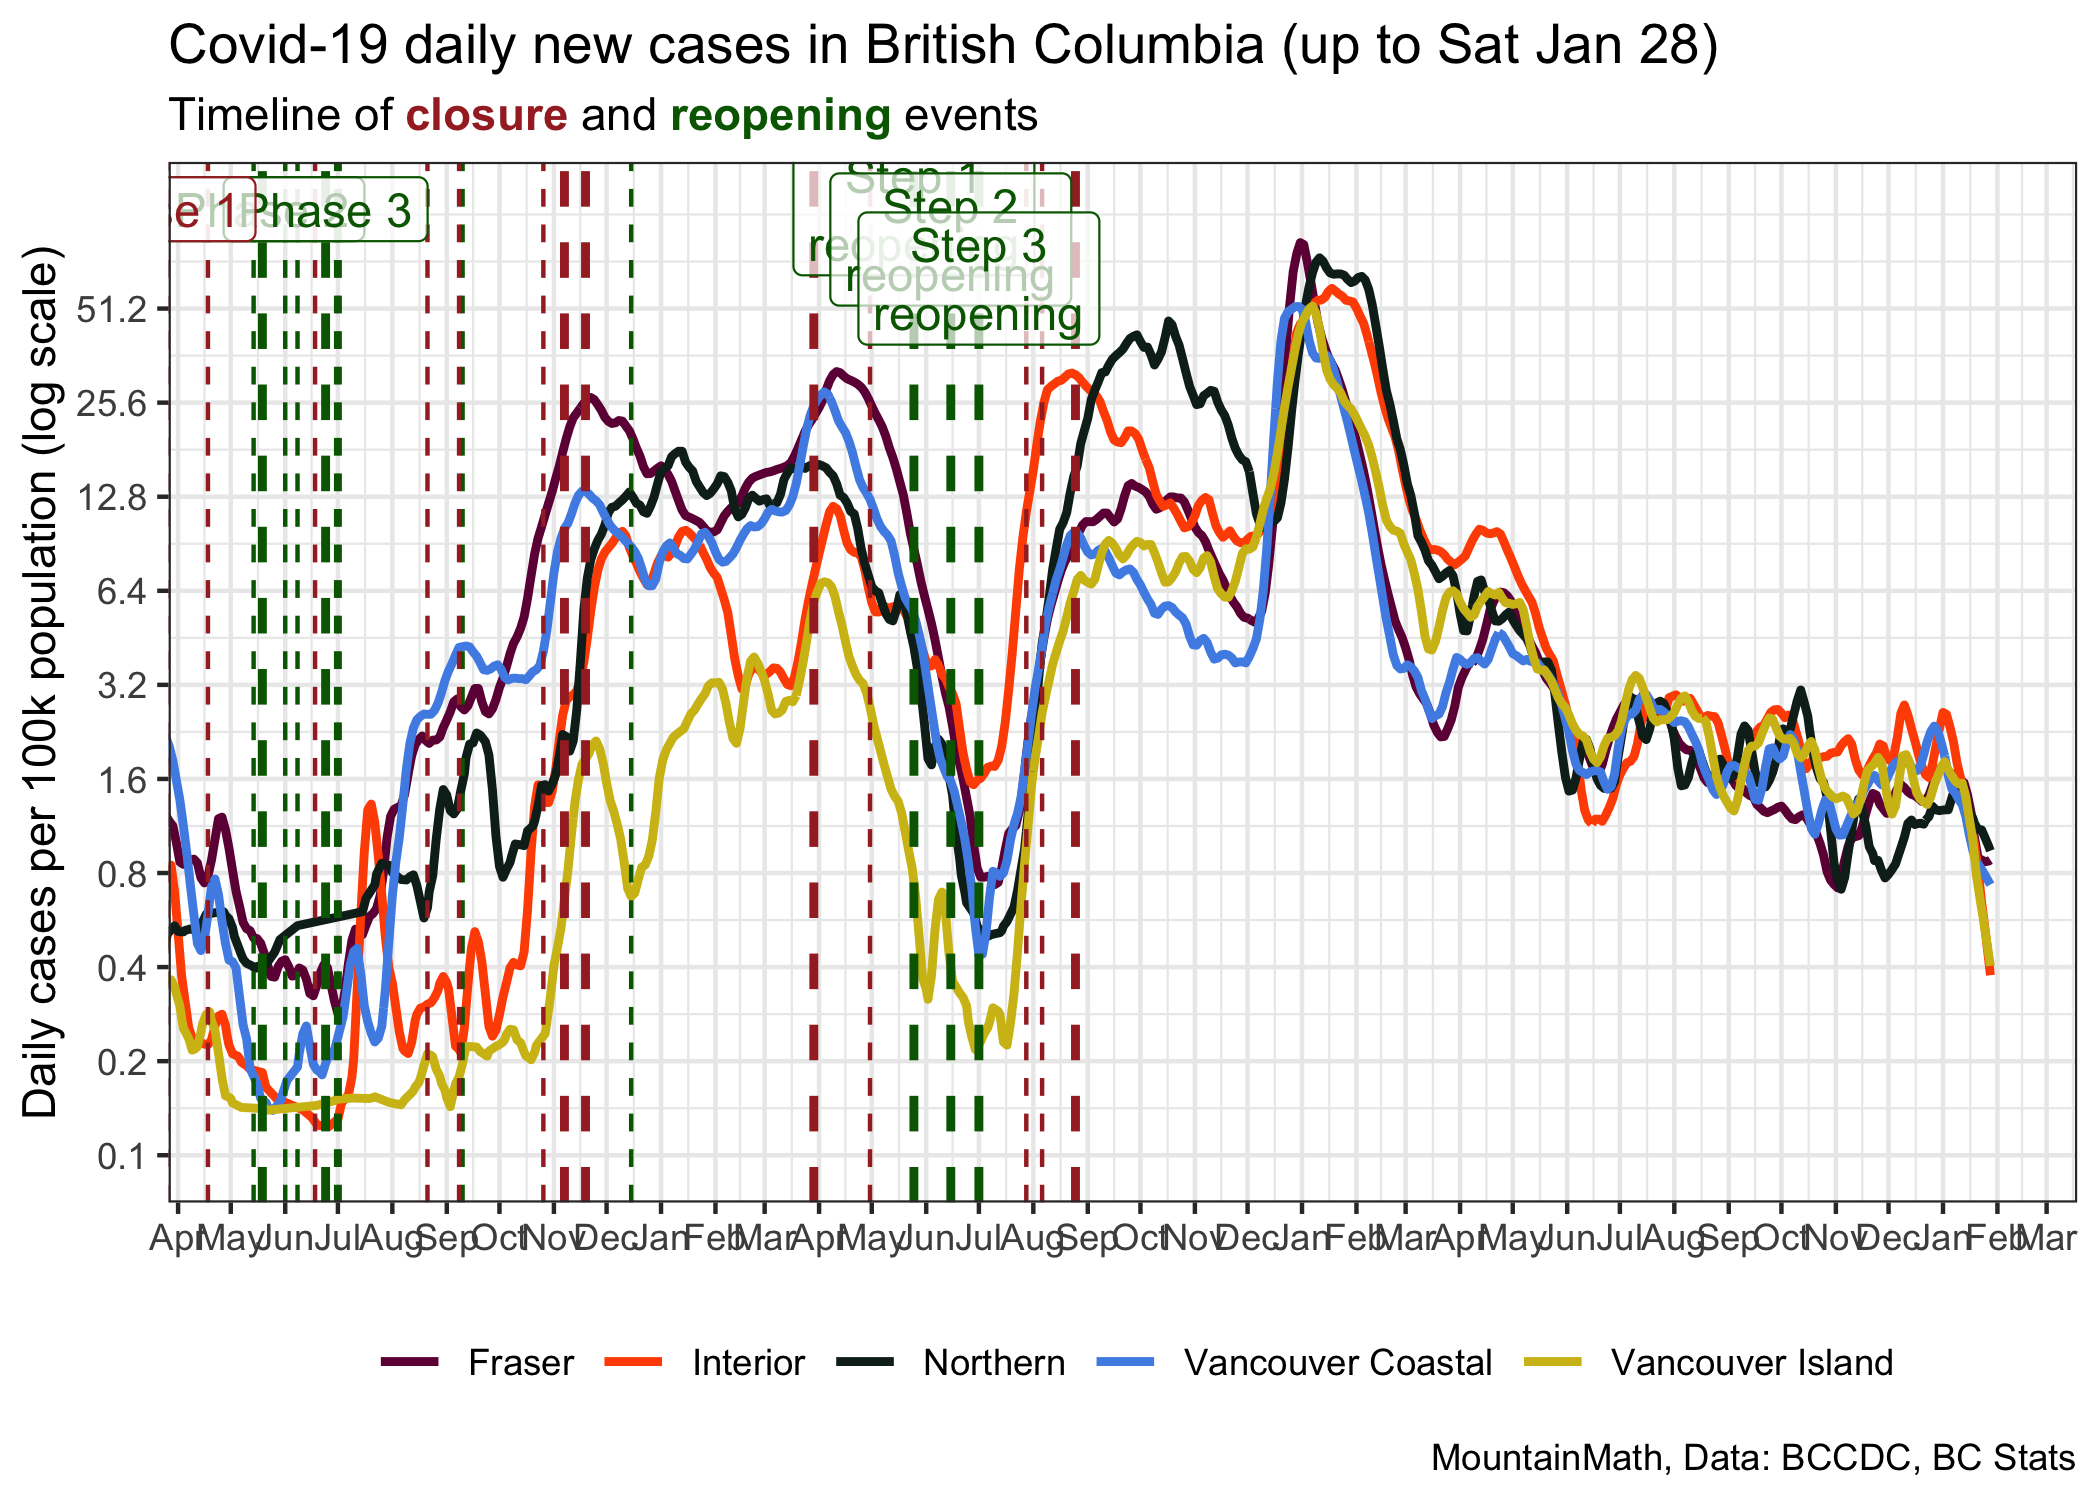 Covid-19 daily new cases in British Columbia (up to Sat Jan 28)
Timeline of closure and reopening events
e 1
Phase 3
Step 1
reopening
Step 2
reopening
Step 3
reopening
Daily cases per 100k population (log scale)
51.2
25.6
12.8
6.4
3.2
1.6
0.8
0.4
0.2
0.1
Apr May Jun Jul Aug Sep Oct Nov Dec Jan Feb Mar Apr May Jun Jul Aug Sep Oct Nov Dec Jan Feb Mar Apr May Jun Jul Aug Sep Oct Nov Dec Jan Feb Mar
Fraser Interior Northern Vancouver Coastal Vancouver Island
MountainMath, Data: BCCDC, BC Stats